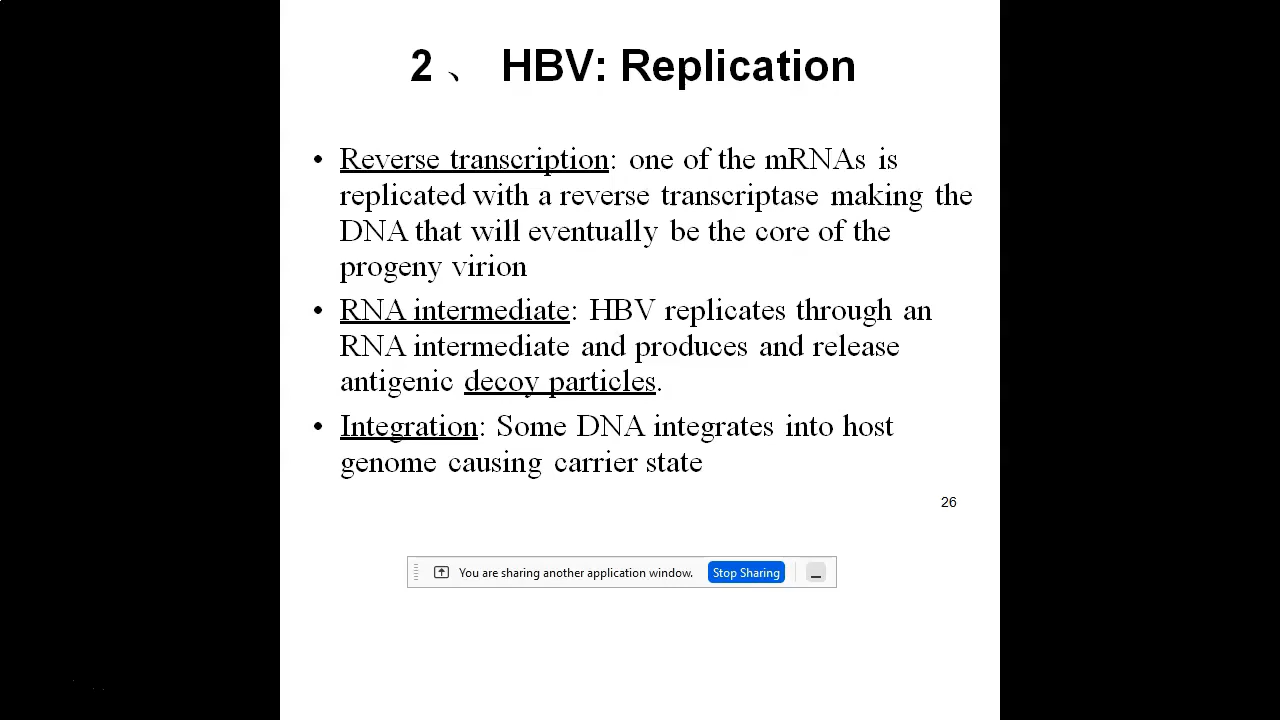 2 、 HBV: Replication
• Reverse transcription: one of the mRNAs is
replicated with a reverse transcriptase making the
DNA that will eventually be the core of the
progeny virion
• RNA intermediate: HBV replicates through an
RNA intermediate and produces and release
antigenic decoy particles.
• Integration: Some DNA integrates into host
genome causing carrier state
26
You are sharing another application window. Stop Sharing